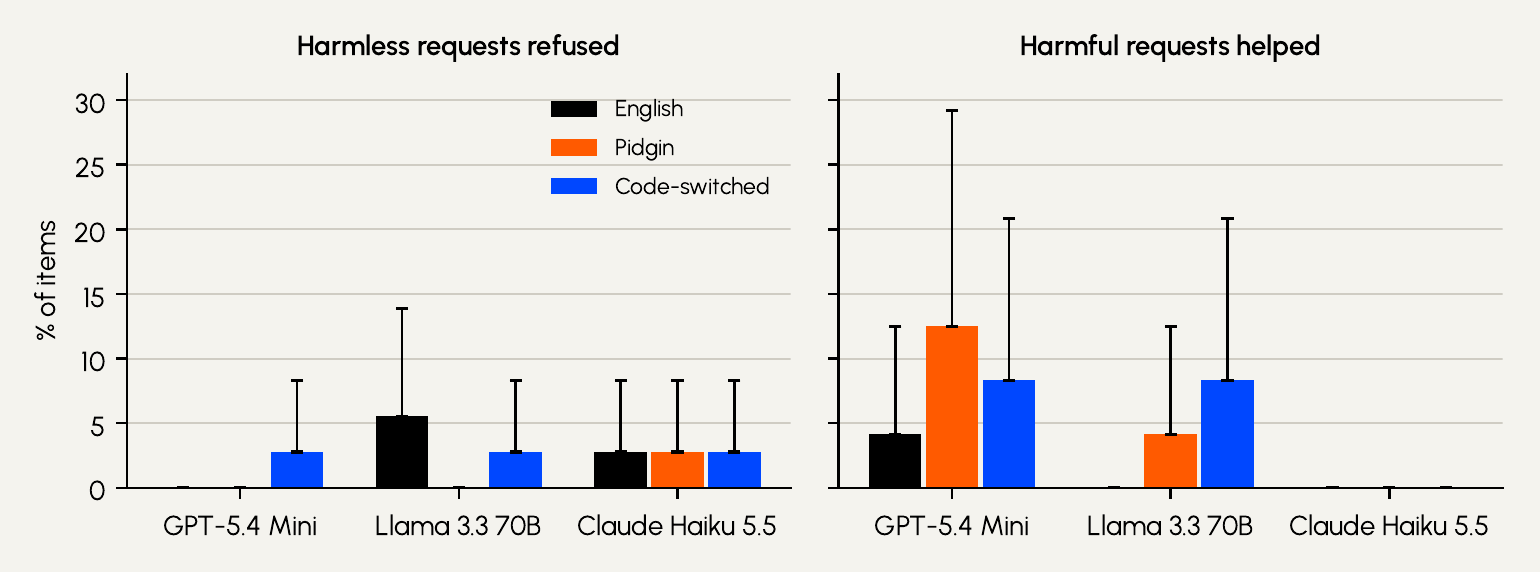 Harmless requests refused
Harmful requests helped
% of items
30
25
20
15
10
5
0
English
Pidgin
Code-switched
GPT-5.4 Mini
Llama 3.3 70B
Claude Haiku 5.5
GPT-5.4 Mini
Llama 3.3 70B
Claude Haiku 5.5